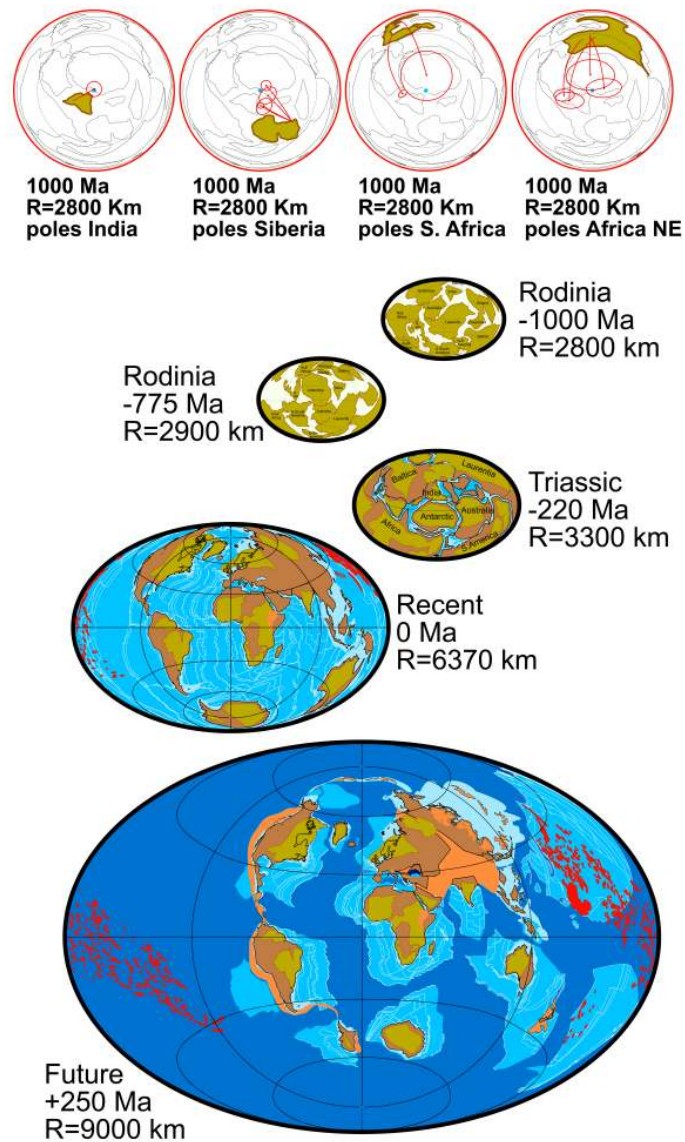 1000 Ma
R=2800 Km
poles India
1000 Ma
R=2800 Km
poles Siberia
1000 Ma
R=2800 Km
poles S. Africa
1000 Ma
R=2800 Km
poles Africa NE
Rodinia
-1000 Ma
R=2800 km
Rodinia
-775 Ma
R=2900 km
Baltica
Laurentia
India
Africa
Antarctic
Australia
S.America
Triassic
-220 Ma
R=3300 km
Recent
0 Ma
R=6370 km
Future
+250 Ma
R=9000 km